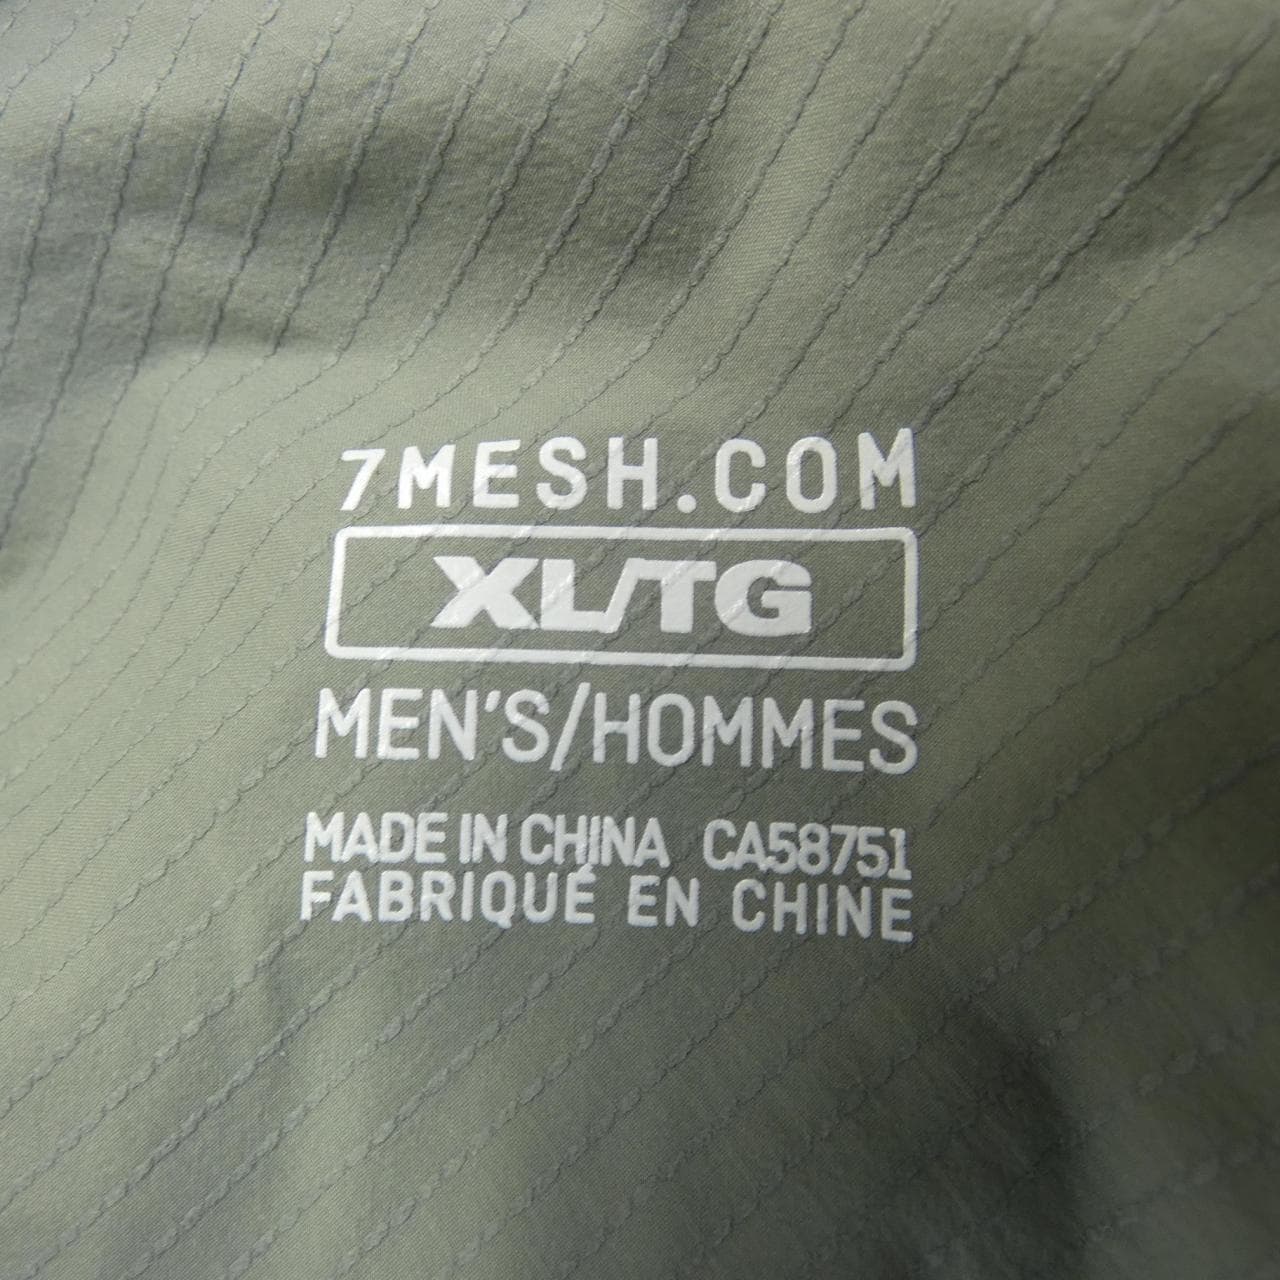 7MESH.COM
XL/TG
MEN'S/HOMMES
MADE IN CHINA CA58751
FABRIQUÉ EN CHINE